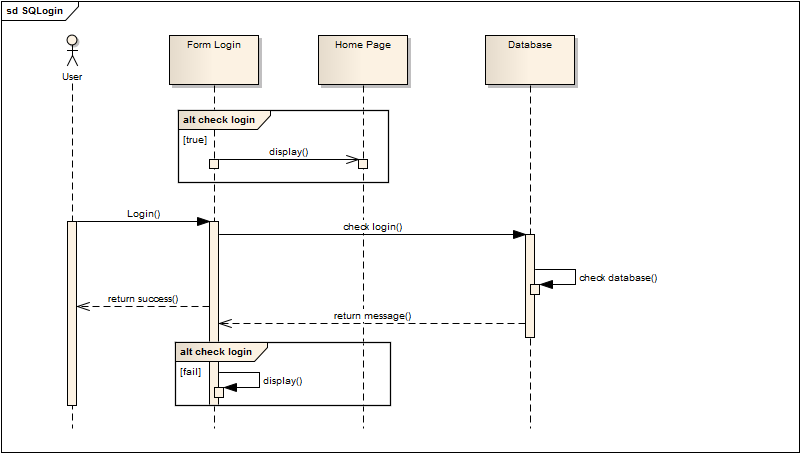 sd SQLogin
User
Form Login
Home Page
Database
alt check login
[true]
display()
Login()
check login()
check database()
return success()
return message()
alt check login
[fail]
display()